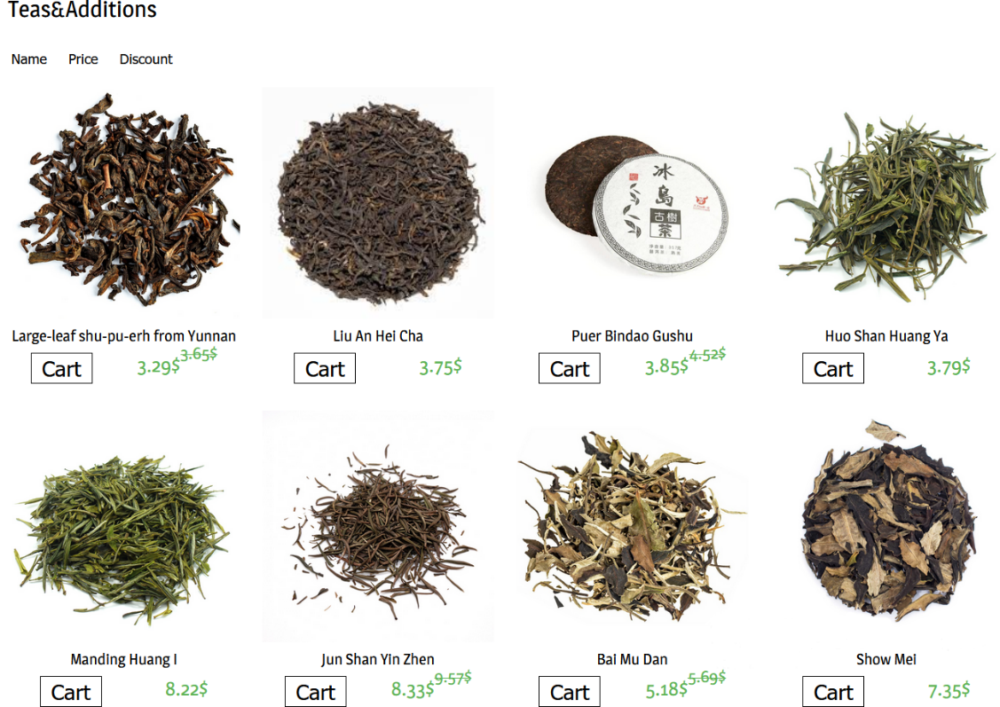 Teas&Additions
Name Price Discount
冰
島
古樹
茶
Large-leaf shu-pu-erh from Yunnan
Cart 3.29$ 3.65$
Liu An Hei Cha
Cart 3.75$
Puer Bindao Gushu
Cart 3.85$ 4.52$
Huo Shan Huang Ya
Cart 3.79$
Manding Huang I
Cart 8.22$
Jun Shan Yin Zhen
Cart 8.33$ 9.57$
Bai Mu Dan
Cart 5.18$ 5.69$
Show Mei
Cart 7.35$